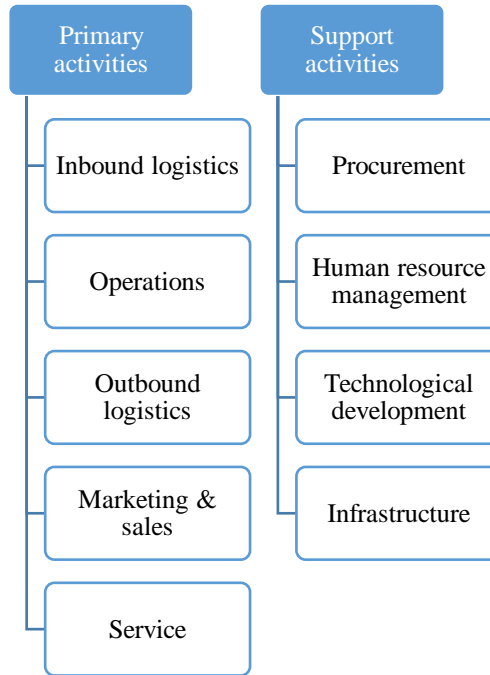 Primary
activities
Inbound logistics
Operations
Outbound
logistics
Marketing &
sales
Service
Support
activities
Procurement
Human resource
management
Technological
development
Infrastructure